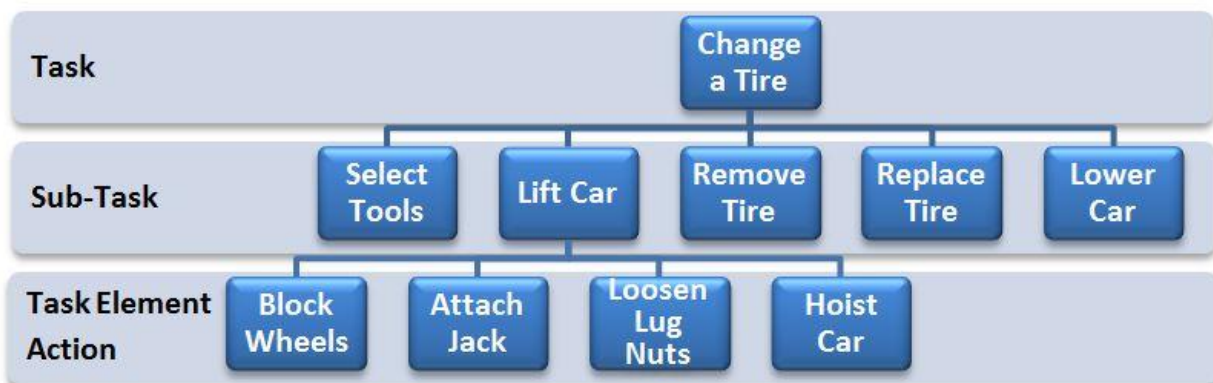 Task
Change
a Tire
Sub-Task
Select
Tools
Lift Car
Remove
Tire
Replace
Tire
Lower
Car
Task Element
Action
Block
Wheels
Attach
Jack
Loosen
Lug
Nuts
Hoist
Car